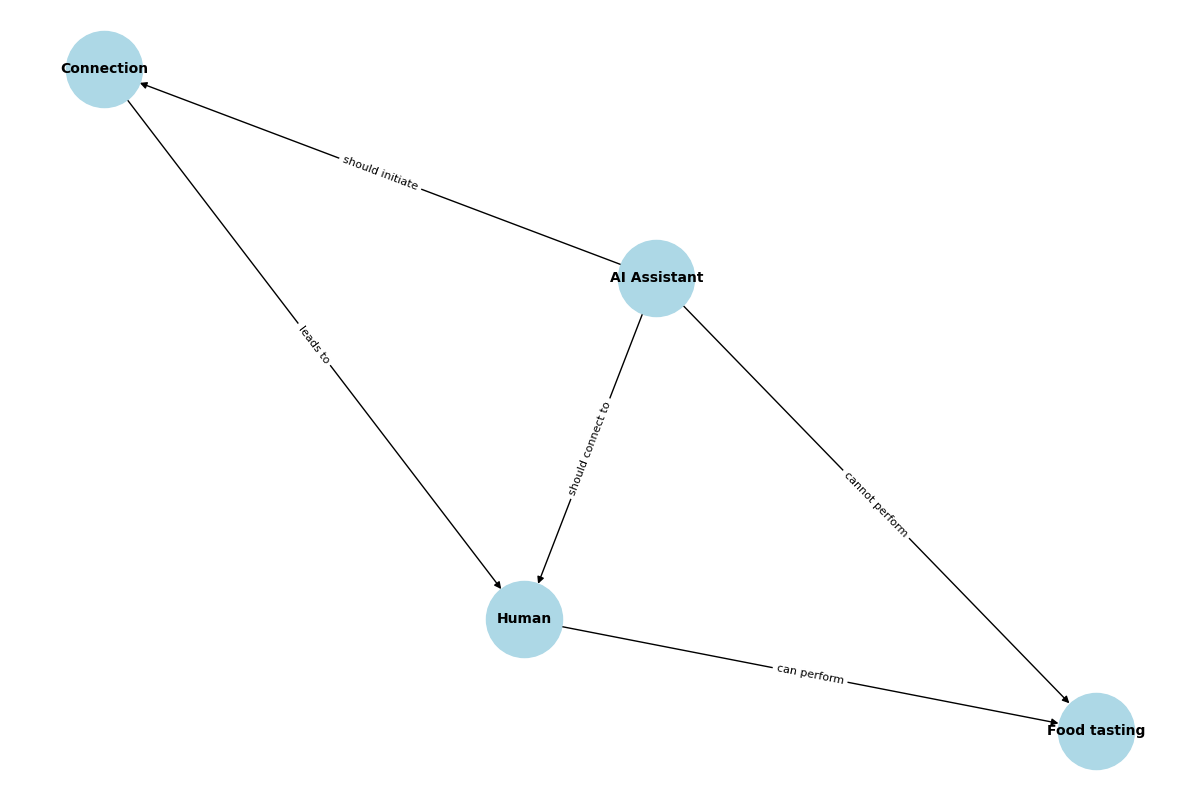 Connection
should initiate
AI Assistant
leads to
should connect to
cannot perform
Human
can perform
Food tasting